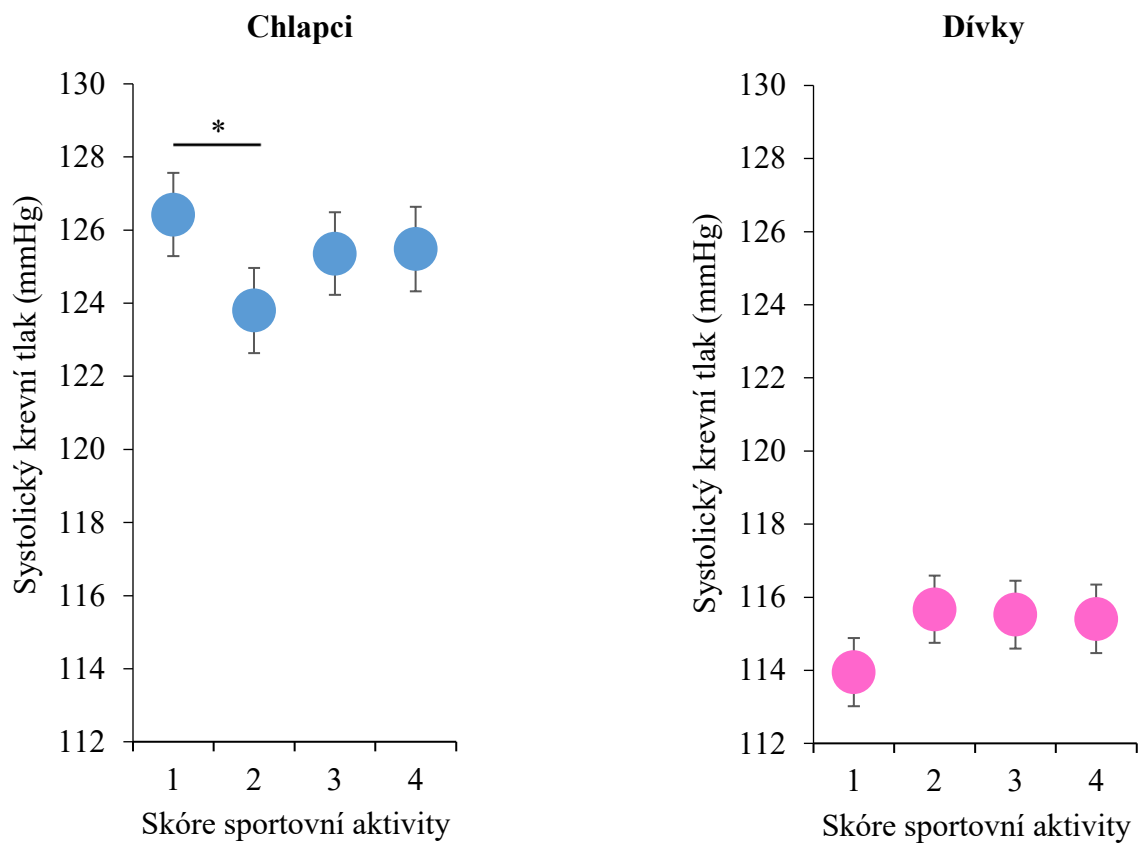 Chlapci
Systolický krevní tlak (mmHg)
130
128
126
124
122
120
118
116
114
112
*
1 2 3 4
Skóre sportovní aktivity
Dívky
Systolický krevní tlak (mmHg)
130
128
126
124
122
120
118
116
114
112
1 2 3 4
Skóre sportovní aktivity